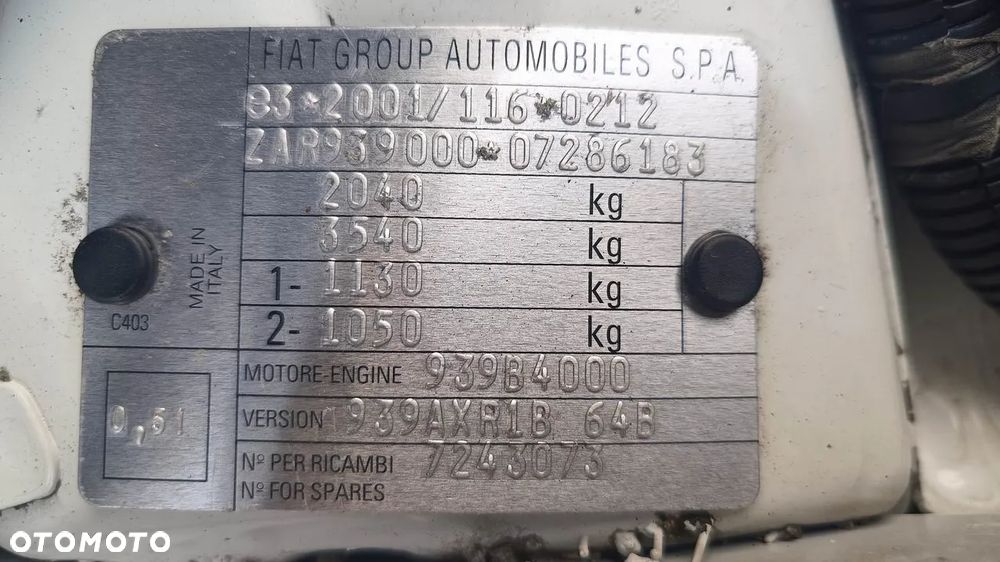 FIAT GROUP AUTOMOBILES S.P.A.
e3*2001/116*0212
ZAR939000*07286183
2040 kg
3540 kg
1- 1130 kg
2- 1050 kg
MADE IN ITALY
C403
MOTORE-ENGINE 939B4000
0,51
VERSION 939AXR1B 64B
Nº PER RICAMBI 7243073
Nº FOR SPARES
OTOMOTO